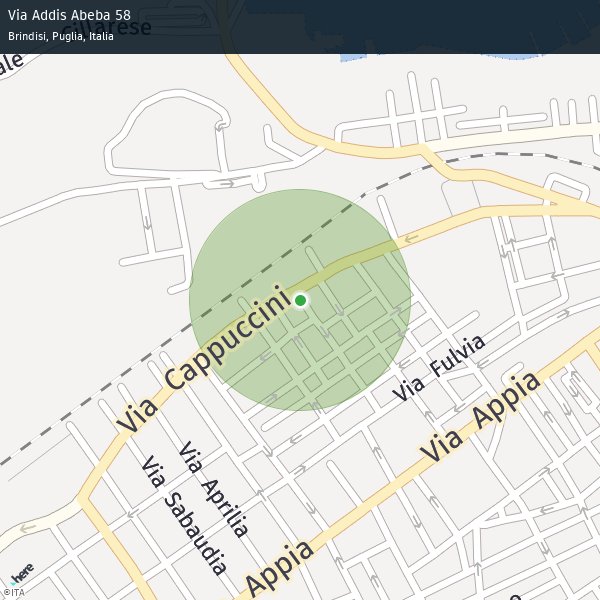 Via Addis Abeba 58
Brindisi, Puglia, Italia
cillarese
ale
Via Cappuccini
Via Fulvia
Via Appia
Via Aprilia
Via Sabaudia
Appia
here
©ITA